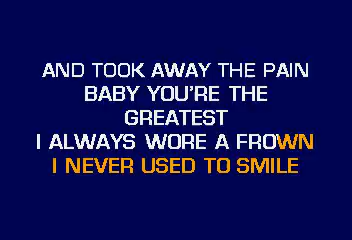 AND TOOK AWAY THE PAIN
BABY YOU'RE THE
GREATEST
I ALWAYS WORE A FROWN
I NEVER USED TO SMILE